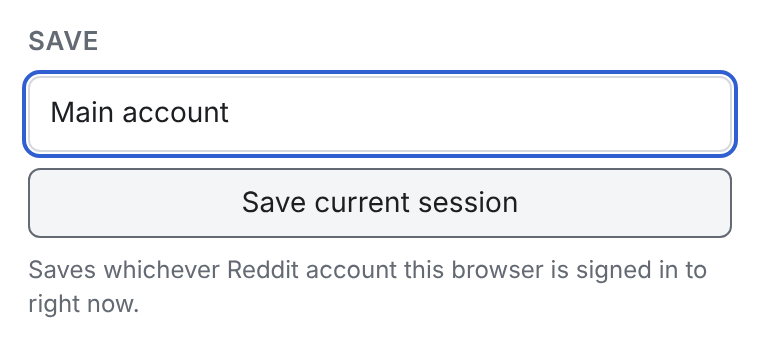 SAVE
Main account
Save current session
Saves whichever Reddit account this browser is signed in to
right now.